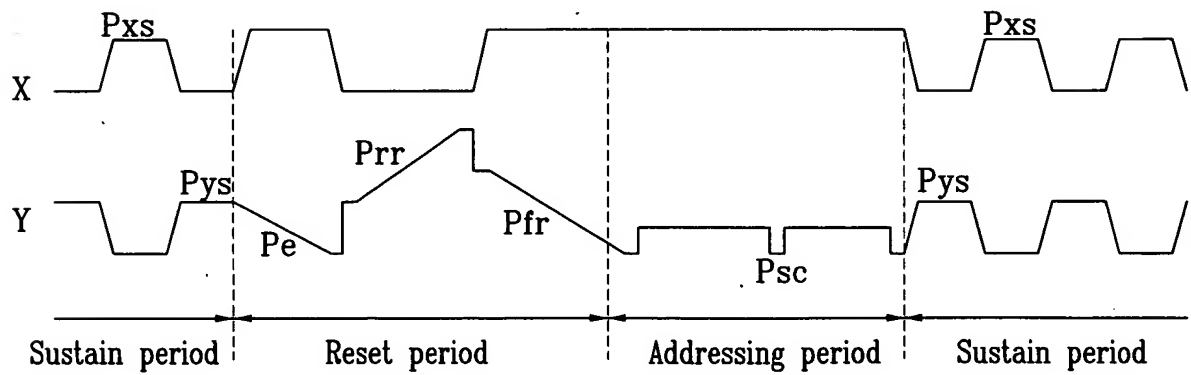 Pxs
Pxs
X
Prr
Pys
Pys
Y
Pfr
Pe
Psc
Sustain period
Reset period
Addressing period
Sustain period